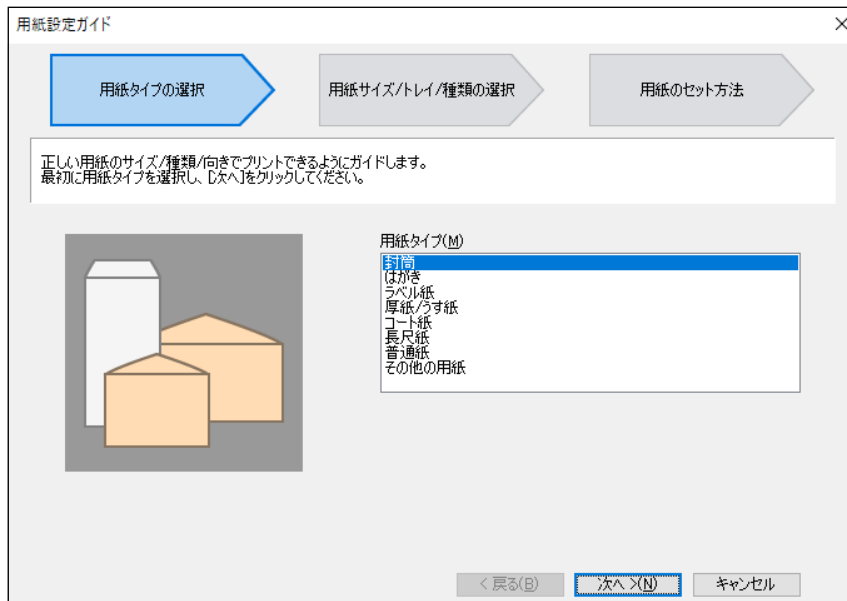 用紙設定ガイド
用紙タイプの選択
用紙サイズ/トレイ/種類の選択
用紙のセット方法
正しい用紙のサイズ/種類/向きでプリントできるようにガイドします。
最初に用紙タイプを選択し、[次へ]をクリックしてください。
用紙タイプ(M)
封筒
はがき
ラベル紙
厚紙/うす紙
コート紙
長尺紙
普通紙
その他の用紙
< 戻る(B)
次へ >(N)
キャンセル